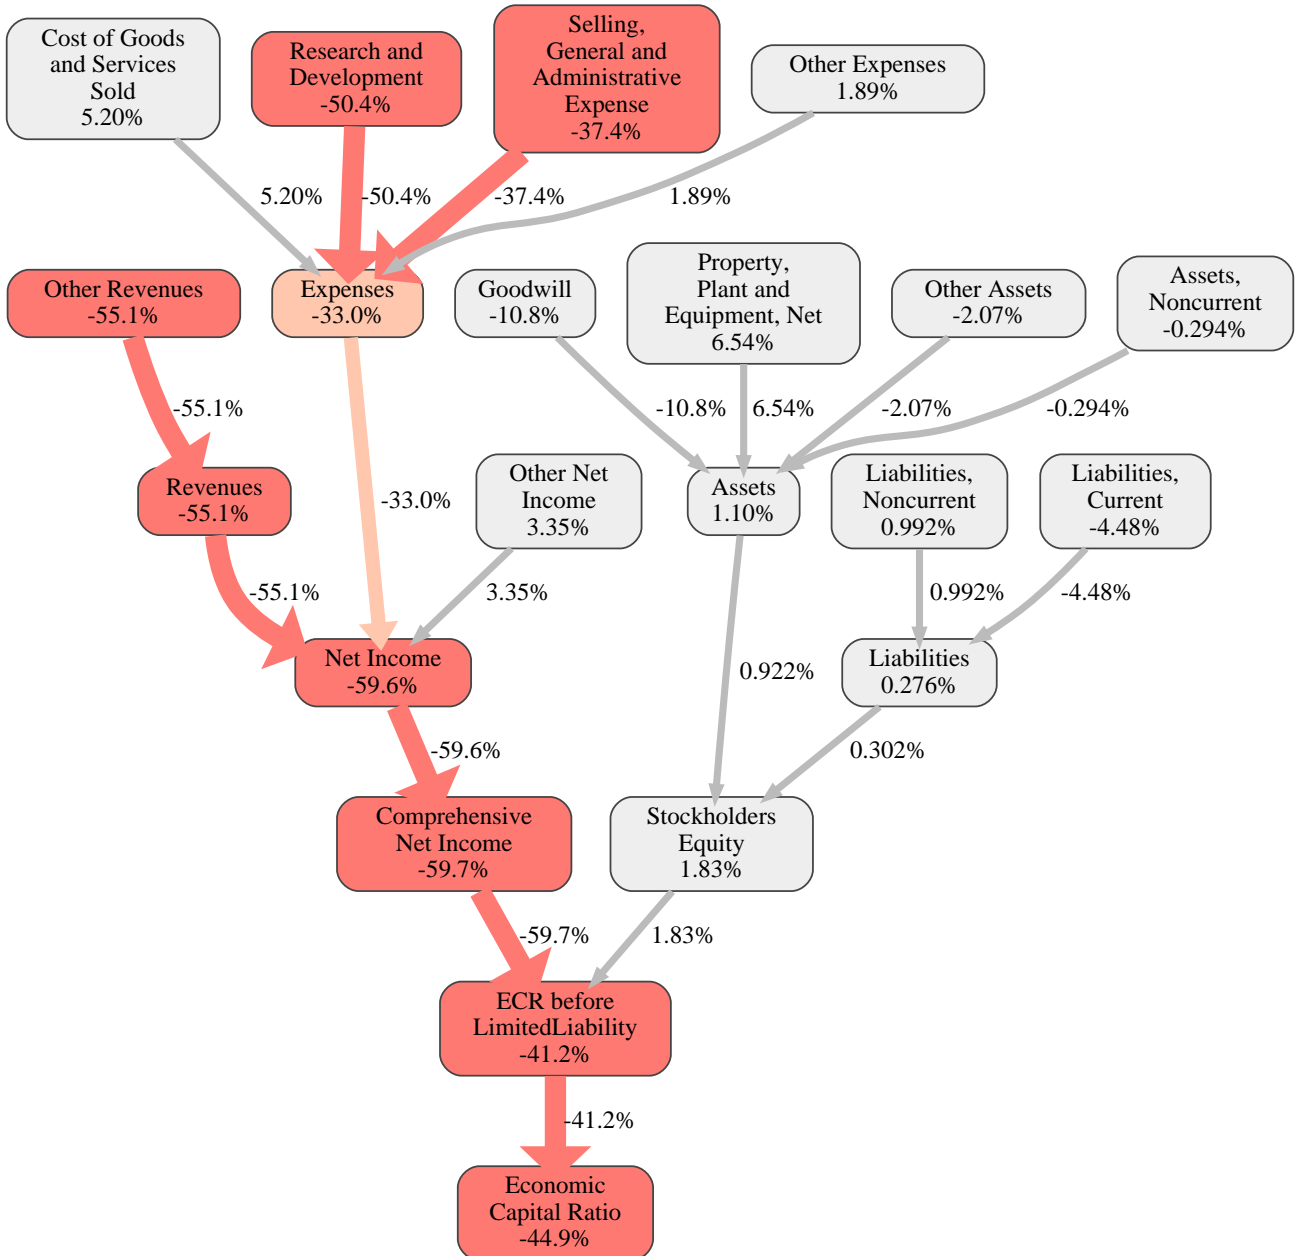 Cost of Goods
and Services
Sold
5.20%
Research and
Development
-50.4%
Selling,
General and
Administrative
Expense
-37.4%
Other Expenses
1.89%
5.20%
-50.4%
-37.4%
1.89%
Other Revenues
-55.1%
Expenses
-33.0%
Goodwill
-10.8%
Property,
Plant and
Equipment, Net
6.54%
Other Assets
-2.07%
Assets,
Noncurrent
-0.294%
-55.1%
-10.8%
6.54%
-2.07%
-0.294%
Revenues
-55.1%
-33.0%
Other Net
Income
3.35%
Assets
1.10%
Liabilities,
Noncurrent
0.992%
Liabilities,
Current
-4.48%
-55.1%
3.35%
0.992%
-4.48%
Net Income
-59.6%
0.922%
Liabilities
0.276%
-59.6%
0.302%
Comprehensive
Net Income
-59.7%
Stockholders
Equity
1.83%
-59.7%
1.83%
ECR before
LimitedLiability
-41.2%
-41.2%
Economic
Capital Ratio
-44.9%